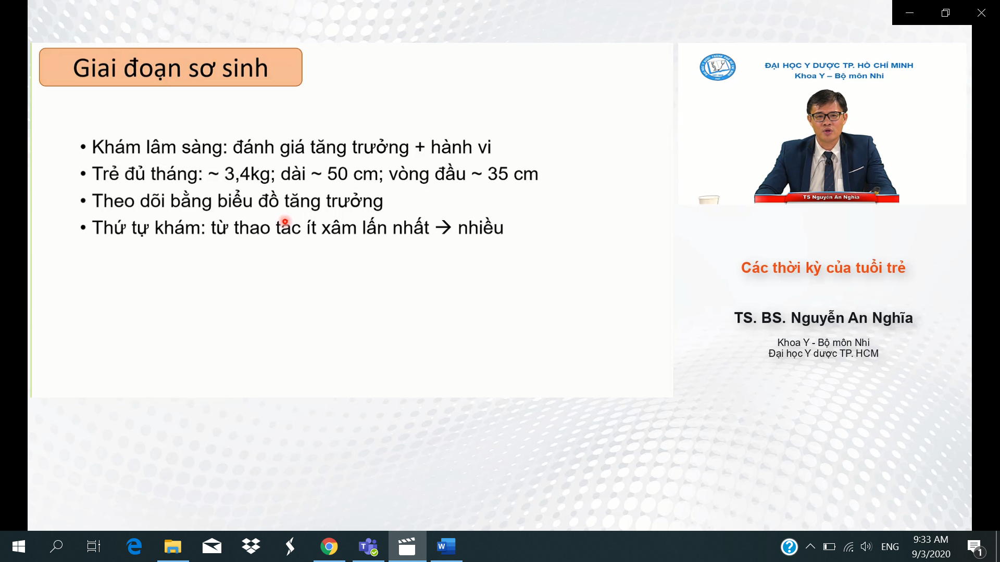 Giai đoạn sơ sinh
• Khám lâm sàng: đánh giá tăng trưởng + hành vi
• Trẻ đủ tháng: ~ 3,4kg; dài ~ 50 cm; vòng đầu ~ 35 cm
• Theo dõi bằng biểu đồ tăng trưởng
• Thứ tự khám: từ thao tác ít xâm lấn nhất → nhiều
ĐẠI HỌC Y DƯỢC TP. HỒ CHÍ MINH
Khoa Y – Bộ môn Nhi
TS Nguyễn An Nghĩa
Các thời kỳ của tuổi trẻ
TS. BS. Nguyễn An Nghĩa
Khoa Y - Bộ môn Nhi
Đại học Y dược TP. HCM
ENG
9:33 AM
9/3/2020
1